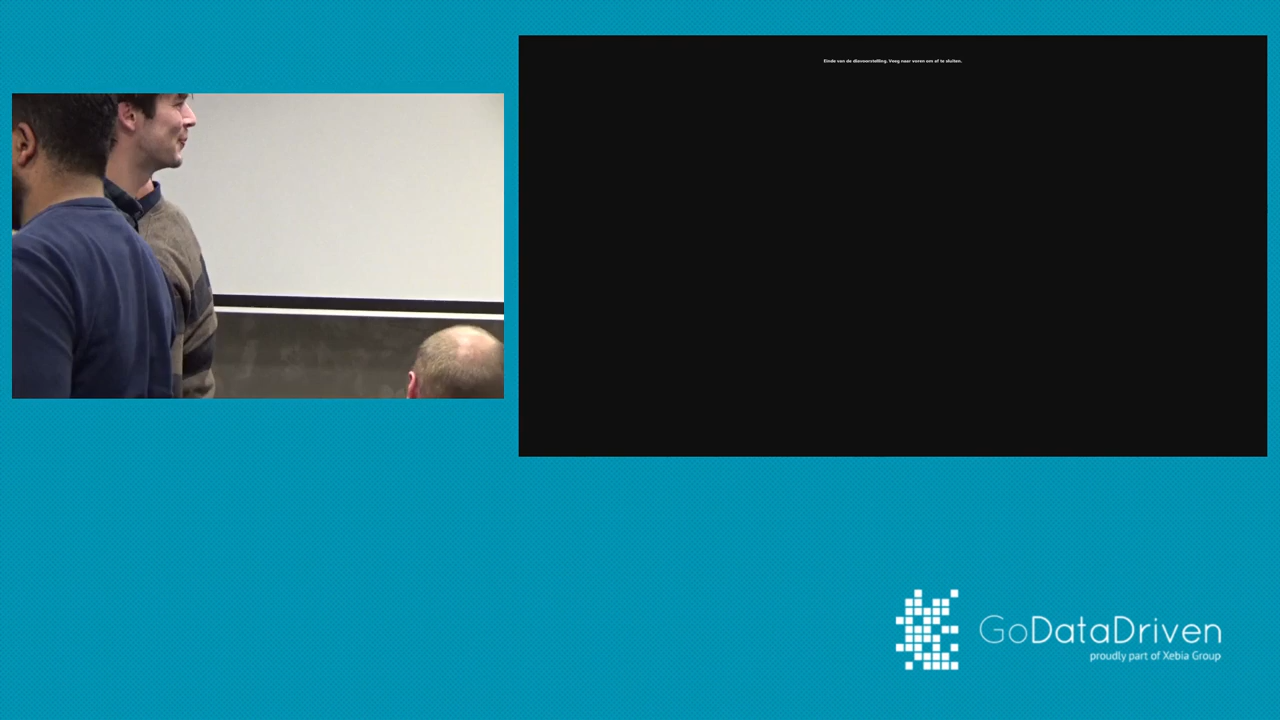 Einde van de diavoorstelling. Veeg naar voren om af te sluiten.
GoDataDriven
proudly part of Xebia Group